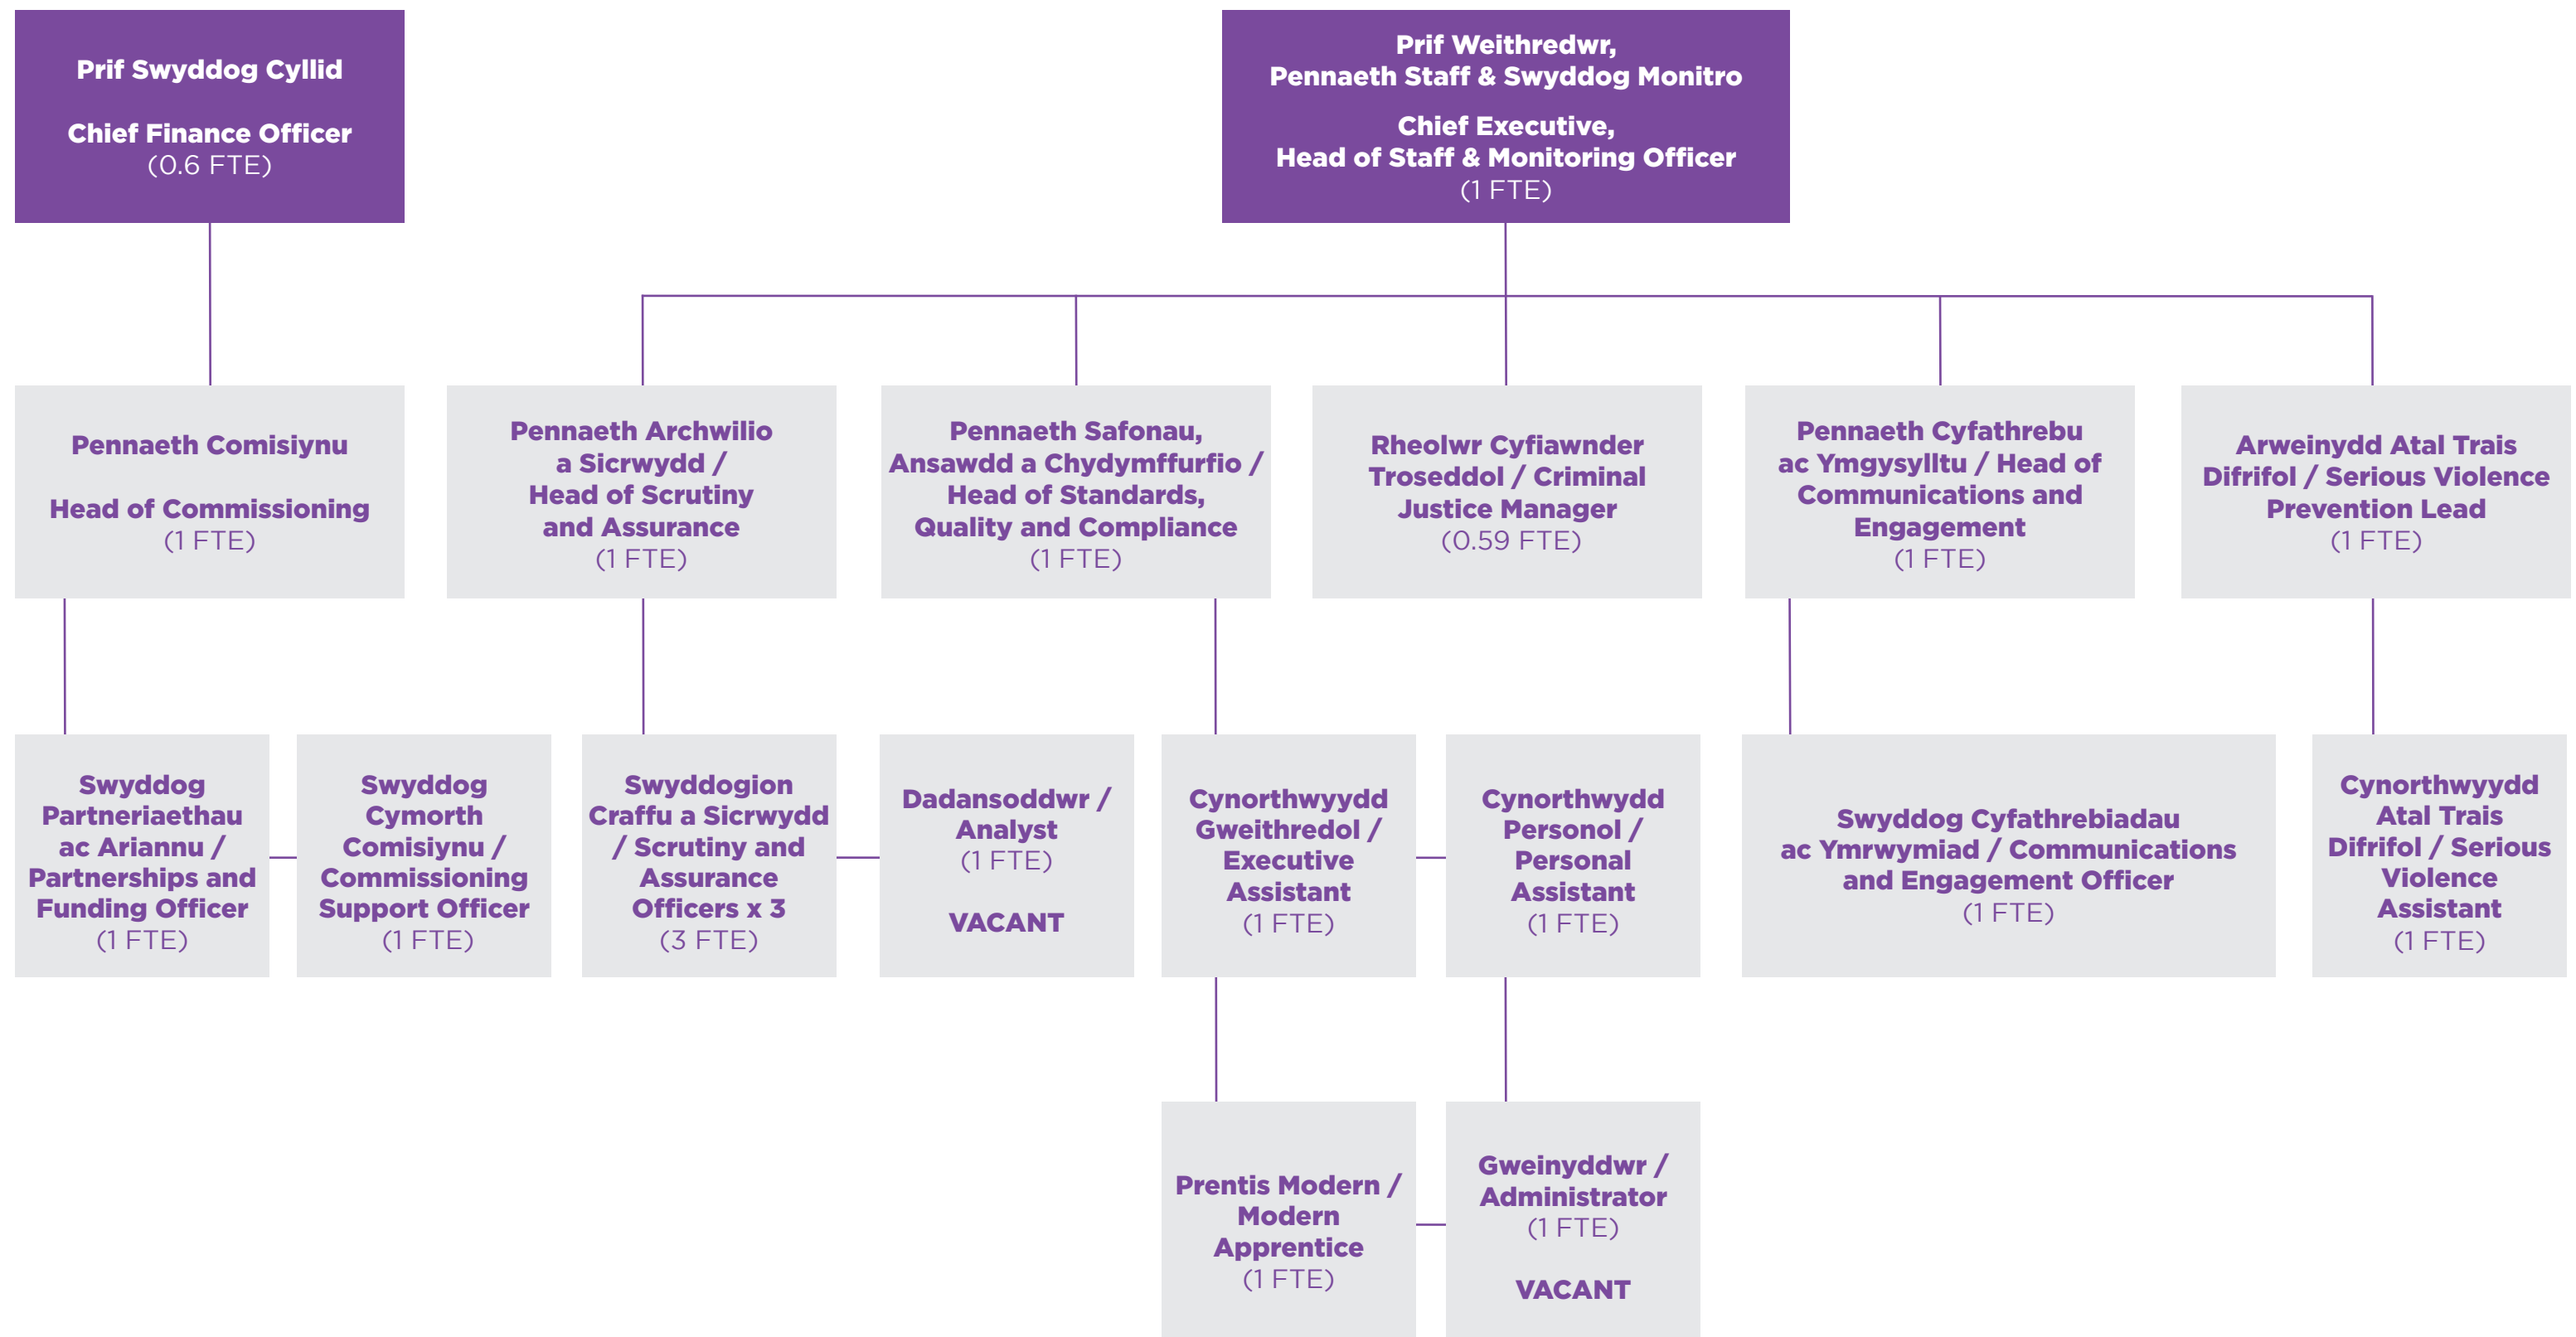 Prif Swyddog Cyllid
Chief Finance Officer
(0.6 FTE)
Prif Weithredwr,
Pennaeth Staff & Swyddog Monitro
Chief Executive,
Head of Staff & Monitoring Officer
(1 FTE)
Pennaeth Comisiynu
Head of Commissioning
(1 FTE)
Pennaeth Archwilio
a Sicrwydd /
Head of Scrutiny
and Assurance
(1 FTE)
Pennaeth Safonau,
Ansawdd a Chydymffurfio /
Head of Standards,
Quality and Compliance
(1 FTE)
Rheolwr Cyfiawnder
Troseddol / Criminal
Justice Manager
(0.59 FTE)
Pennaeth Cyfathrebu
ac Ymgysylltu / Head of
Communications and
Engagement
(1 FTE)
Arweinydd Atal Trais
Difrifol / Serious Violence
Prevention Lead
(1 FTE)
Swyddog
Partneriaethau
ac Ariannu /
Partnerships and
Funding Officer
(1 FTE)
Swyddog
Cymorth
Comisiynu /
Commissioning
Support Officer
(1 FTE)
Swyddogion
Craffu a Sicrwydd
/ Scrutiny and
Assurance
Officers x 3
(3 FTE)
Dadansoddwr /
Analyst
(1 FTE)
VACANT
Cynorthwyydd
Gweithredol /
Executive
Assistant
(1 FTE)
Cynorthwydd
Personol /
Personal
Assistant
(1 FTE)
Swyddog Cyfathrebiadau
ac Ymrwymiad / Communications
and Engagement Officer
(1 FTE)
Cynorthwyydd
Atal Trais
Difrifol / Serious
Violence
Assistant
(1 FTE)
Prentis Modern /
Modern
Apprentice
(1 FTE)
Gweinyddwr /
Administrator
(1 FTE)
VACANT